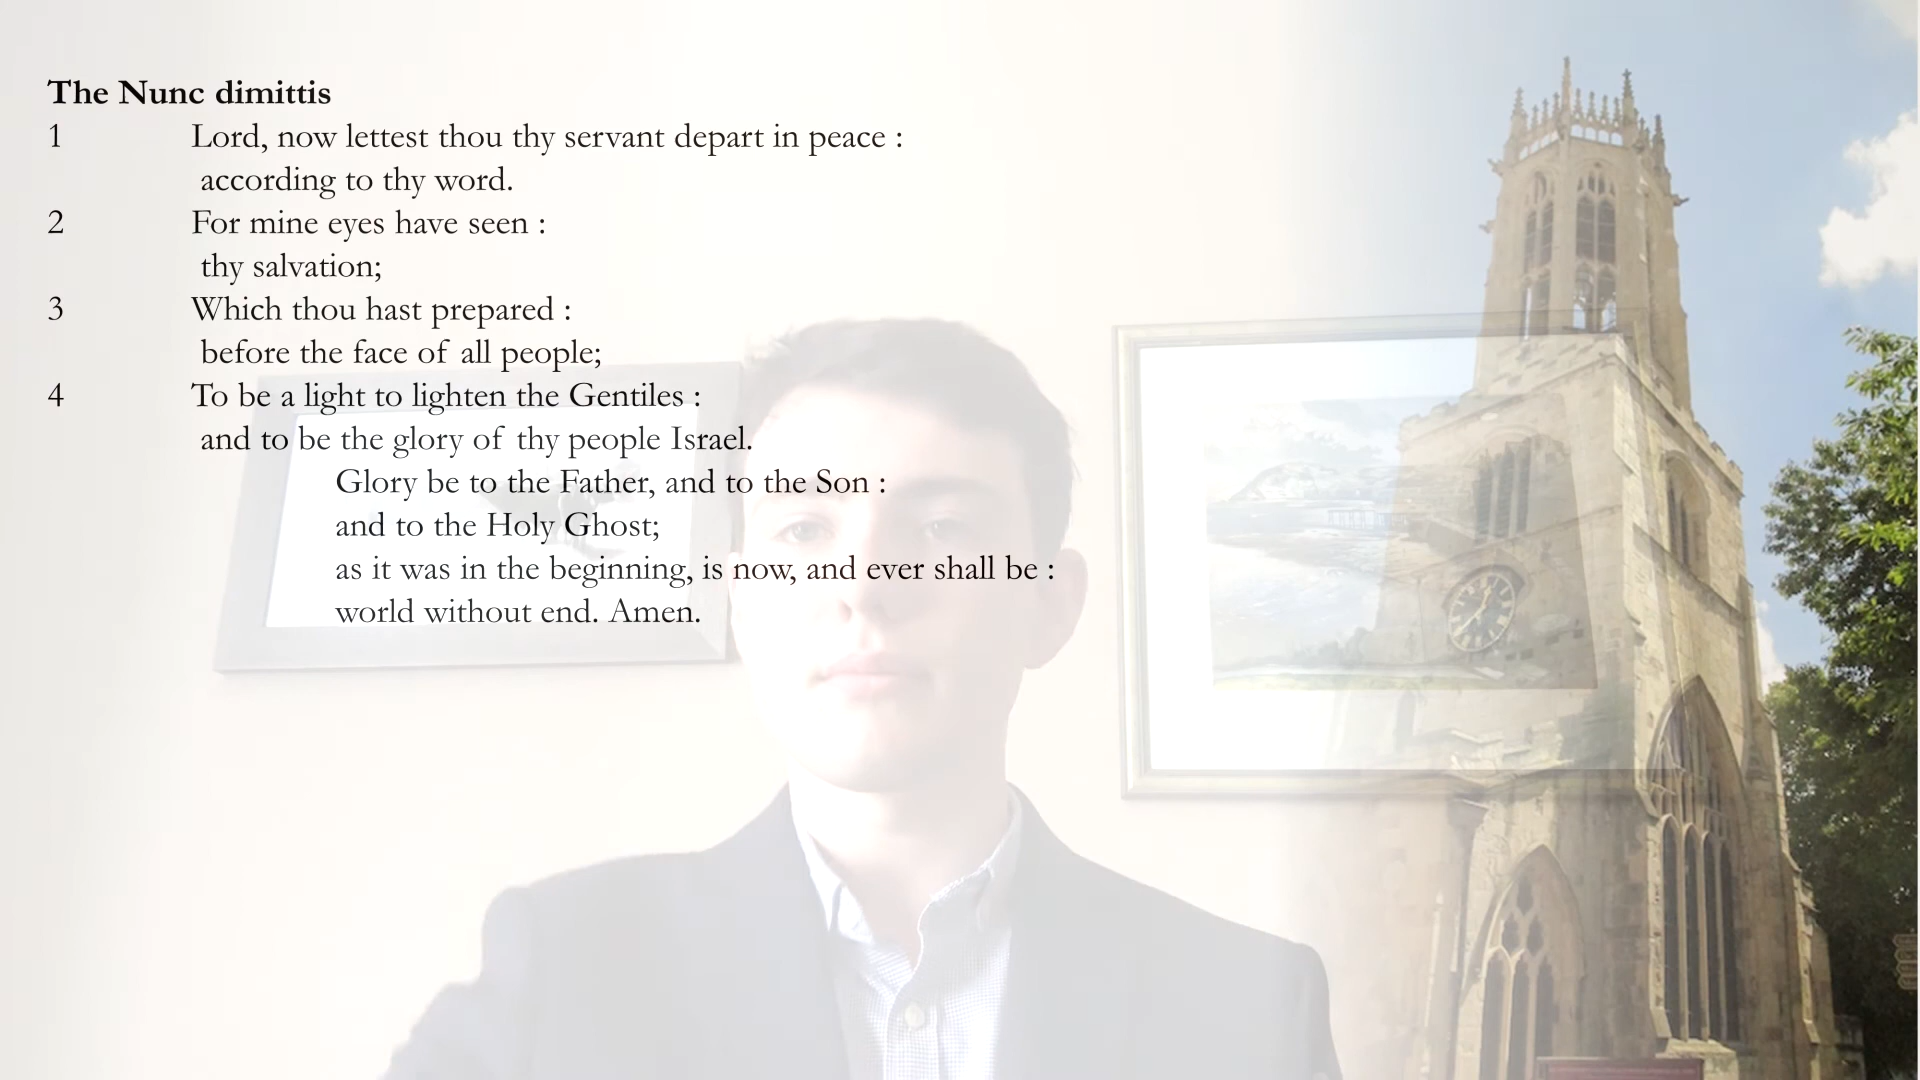 The Nunc dimittis
1 Lord, now lettest thou thy servant depart in peace :
according to thy word.
2 For mine eyes have seen :
thy salvation;
3 Which thou hast prepared :
before the face of all people;
4 To be a light to lighten the Gentiles :
and to be the glory of thy people Israel.
Glory be to the Father, and to the Son :
and to the Holy Ghost;
as it was in the beginning, is now, and ever shall be :
world without end. Amen.